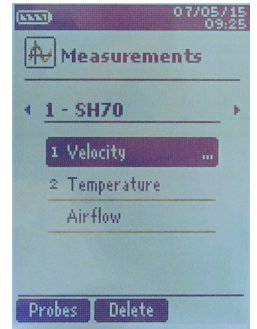 07/05/15
09:25
Measurements
1 - SH70
1 Velocity ...
2 Temperature
Airflow
Probes Delete